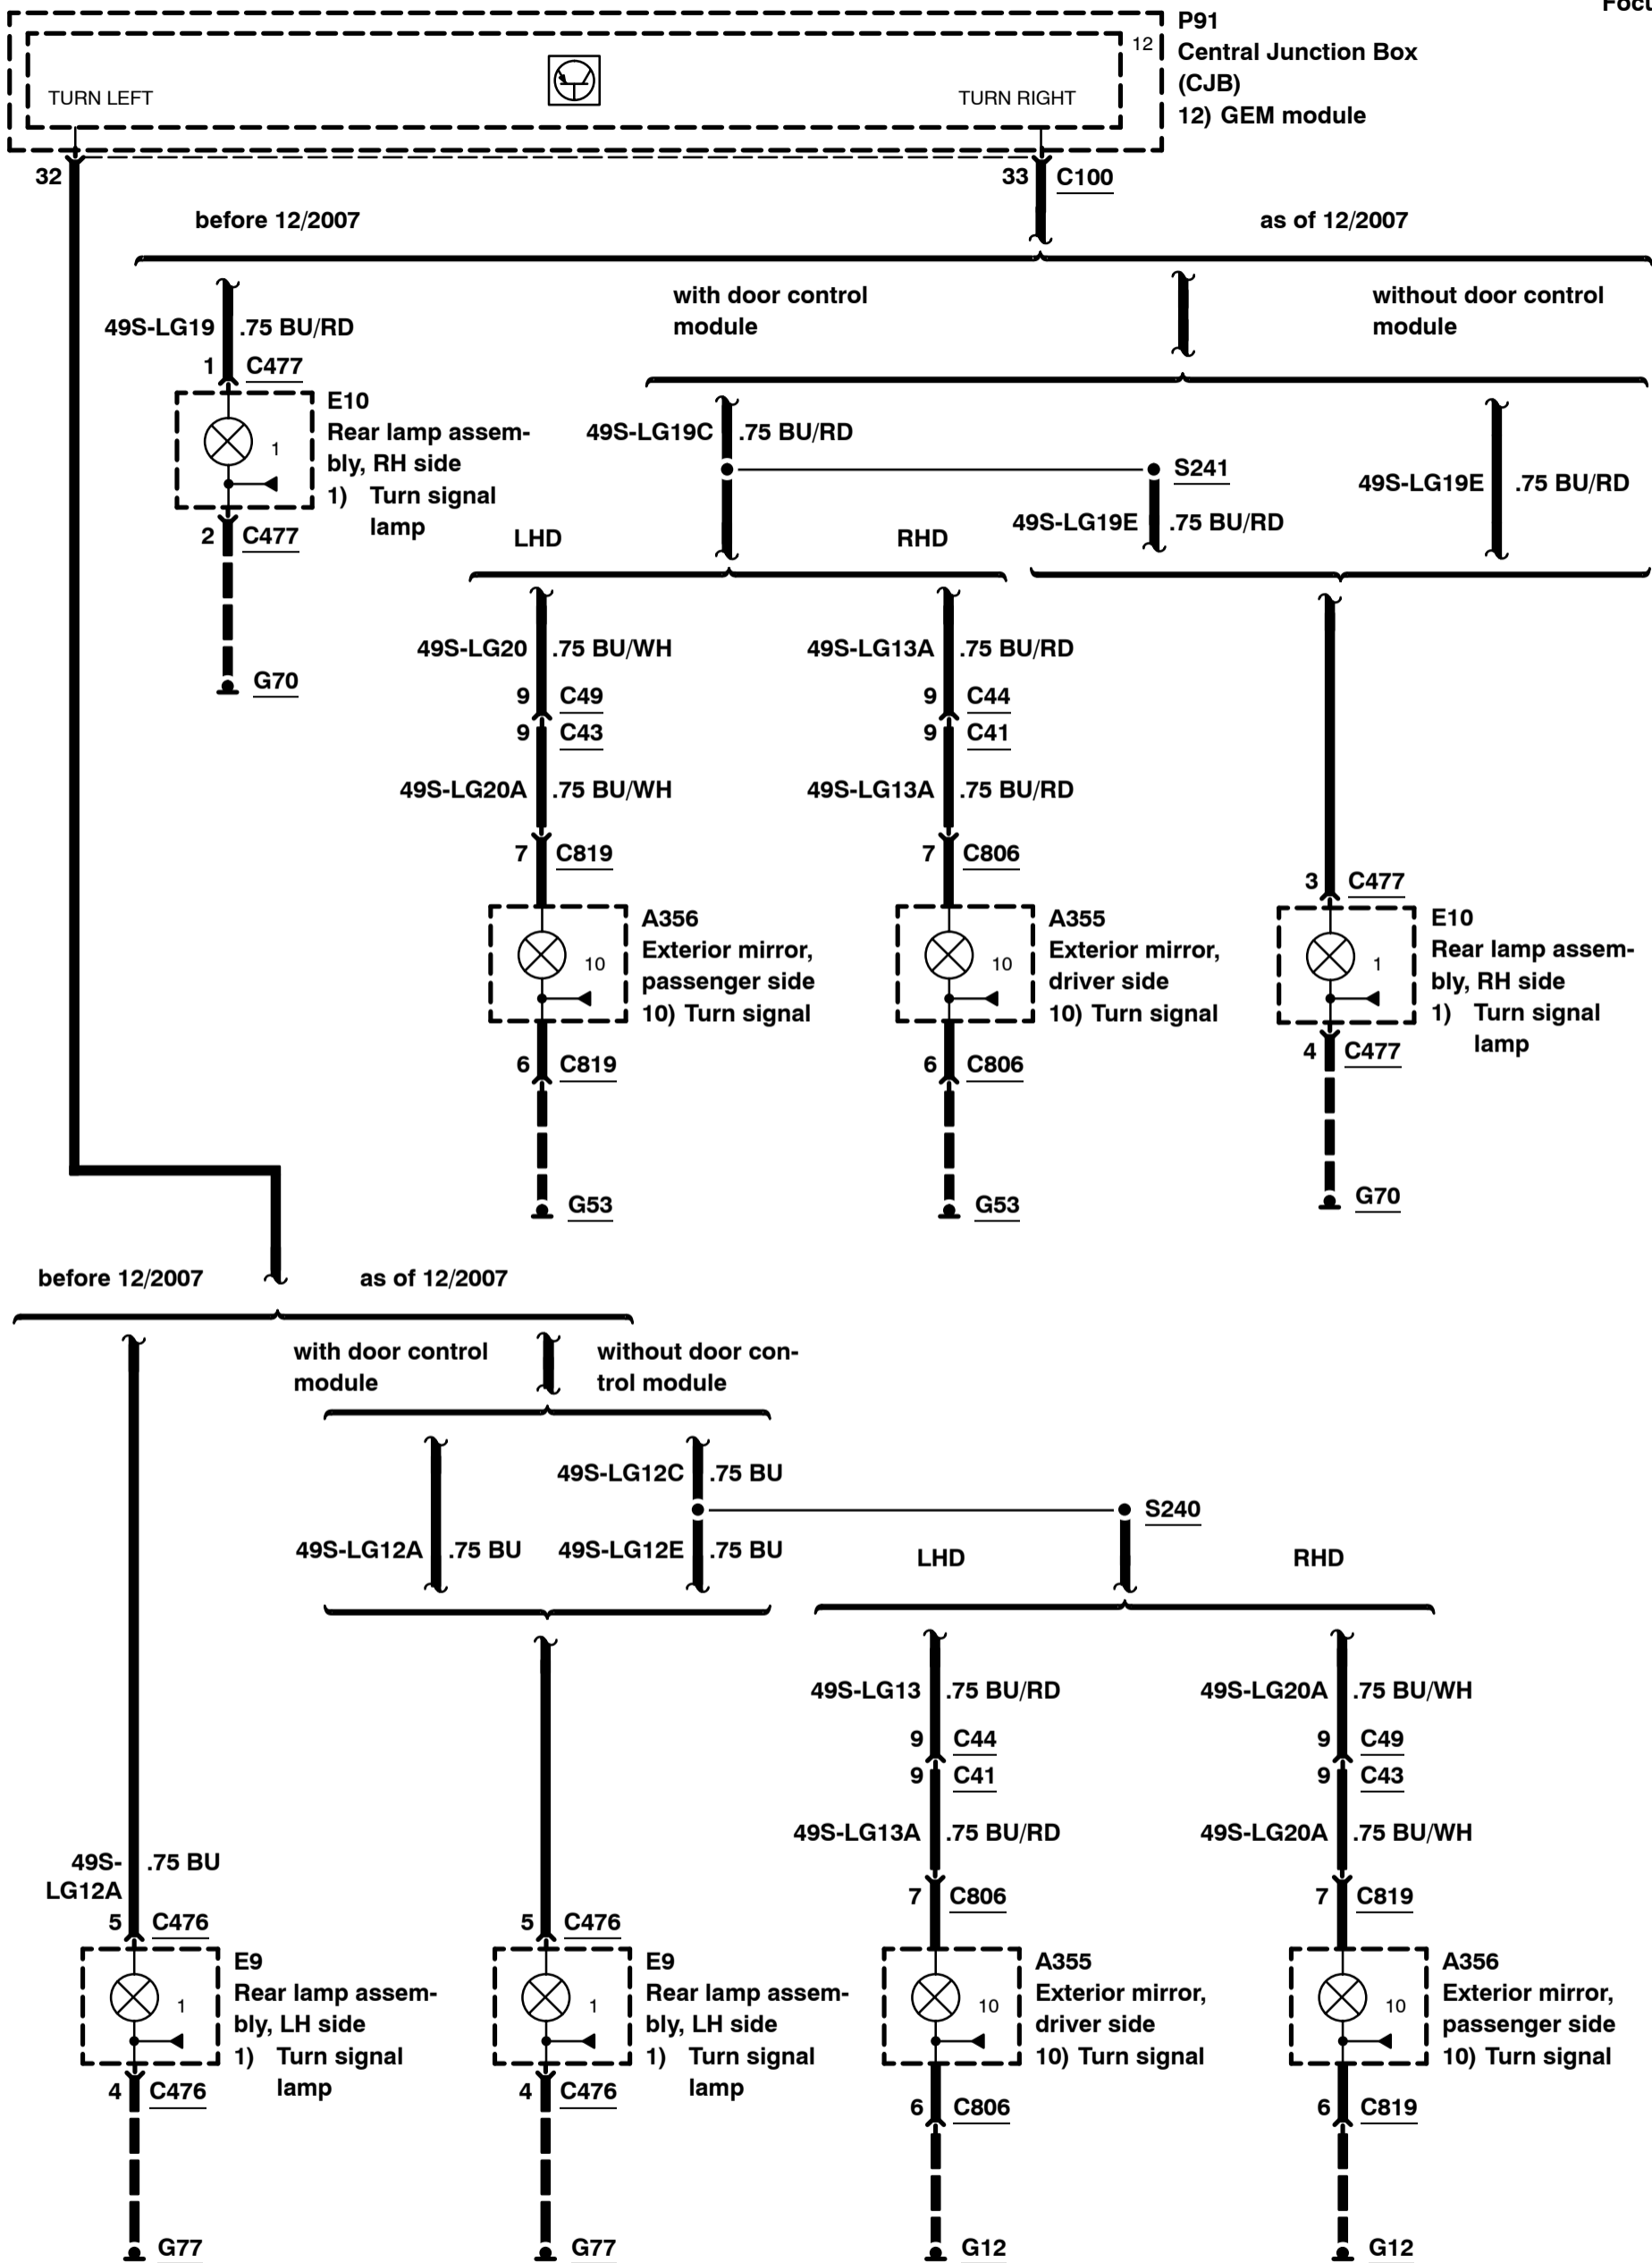 Focu
P91
Central Junction Box
(CJB)
12) GEM module
12
TURN LEFT
TURN RIGHT
32
33 C100
before 12/2007
as of 12/2007
with door control
module
without door control
module
49S-LG19 .75 BU/RD
1 C477
E10
Rear lamp assem-
bly, RH side
1) Turn signal
lamp
1
2 C477
G70
49S-LG19C .75 BU/RD
S241
49S-LG19E .75 BU/RD
49S-LG19E .75 BU/RD
LHD
RHD
49S-LG20 .75 BU/WH
9 C49
9 C43
49S-LG20A .75 BU/WH
7 C819
A356
Exterior mirror,
passenger side
10) Turn signal
10
6 C819
G53
49S-LG13A .75 BU/RD
9 C44
9 C41
49S-LG13A .75 BU/RD
7 C806
A355
Exterior mirror,
driver side
10) Turn signal
10
6 C806
G53
3 C477
E10
Rear lamp assem-
bly, RH side
1) Turn signal
lamp
1
4 C477
G70
before 12/2007
as of 12/2007
with door control
module
without door con-
trol module
49S-LG12C .75 BU
S240
49S-LG12A .75 BU
49S-LG12E .75 BU
LHD
RHD
49S-
LG12A
.75 BU
5 C476
E9
Rear lamp assem-
bly, LH side
1) Turn signal
lamp
1
4 C476
G77
5 C476
E9
Rear lamp assem-
bly, LH side
1) Turn signal
lamp
1
4 C476
G77
49S-LG13 .75 BU/RD
9 C44
9 C41
49S-LG13A .75 BU/RD
7 C806
A355
Exterior mirror,
driver side
10) Turn signal
10
6 C806
G12
49S-LG20A .75 BU/WH
9 C49
9 C43
49S-LG20A .75 BU/WH
7 C819
A356
Exterior mirror,
passenger side
10) Turn signal
10
6 C819
G12